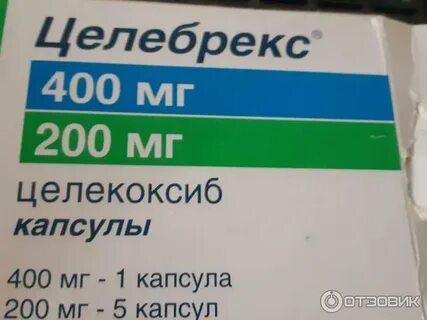 Целебрекс®
400 мг
200 мг
целекоксиб
капсулы
400 мг - 1 капсула
200 мг - 5 капсул
ОТЗОВИК